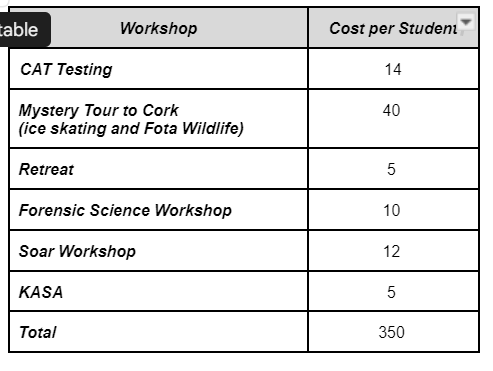 table
Workshop Cost per Student
CAT Testing 14
Mystery Tour to Cork 40
(ice skating and Fota Wildlife)
Retreat 5
Forensic Science Workshop 10
Soar Workshop 12
KASA 5
Total 350